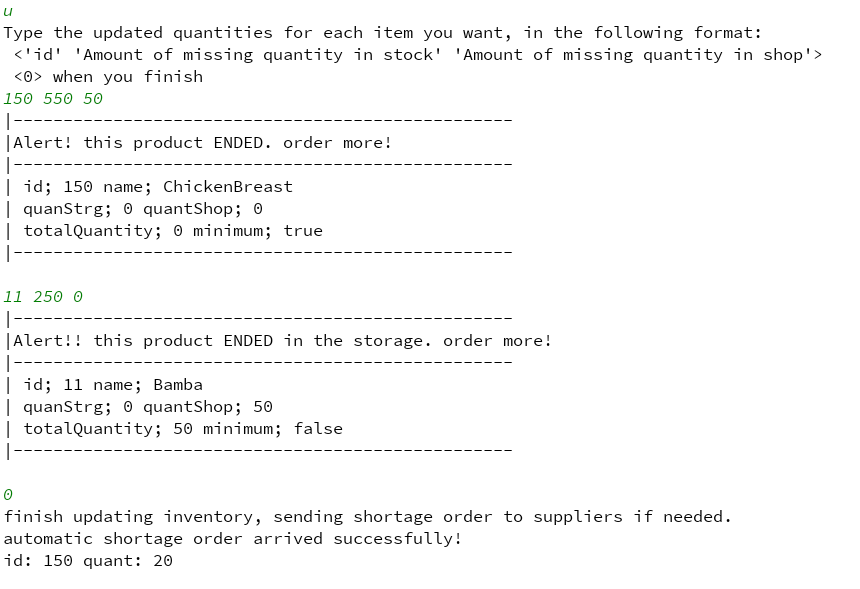 u
Type the updated quantities for each item you want, in the following format:
<'id' 'Amount of missing quantity in stock' 'Amount of missing quantity in shop'>
<0> when you finish
150 550 50
|--------------------------------------------------
|Alert! this product ENDED. order more!
|--------------------------------------------------
| id; 150 name; ChickenBreast
| quanStrg; 0 quantShop; 0
| totalQuantity; 0 minimum; true
|--------------------------------------------------
11 250 0
|--------------------------------------------------
|Alert!! this product ENDED in the storage. order more!
|--------------------------------------------------
| id; 11 name; Bamba
| quanStrg; 0 quantShop; 50
| totalQuantity; 50 minimum; false
|--------------------------------------------------
0
finish updating inventory, sending shortage order to suppliers if needed.
automatic shortage order arrived successfully!
id: 150 quant: 20